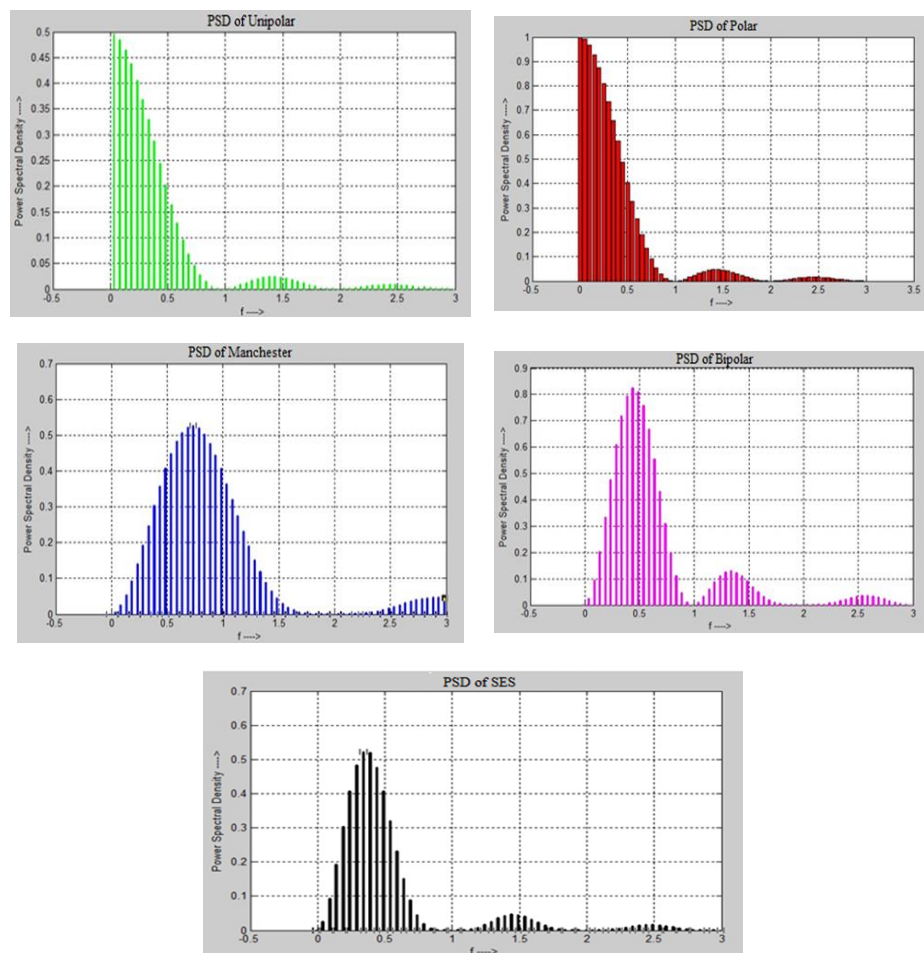 PSD of Unipolar
Power Spectral Density ---->
0.5
0.45
0.4
0.35
0.3
0.25
0.2
0.15
0.1
0.05
0
-0.5 0 0.5 1 1.5 2 2.5 3
f ---->
PSD of Polar
Power Spectral Density ---->
1
0.9
0.8
0.7
0.6
0.5
0.4
0.3
0.2
0.1
0
-0.5 0 0.5 1 1.5 2 2.5 3 3.5
f ---->
PSD of Manchester
Power Spectral Density ---->
0.7
0.6
0.5
0.4
0.3
0.2
0.1
0
-0.5 0 0.5 1 1.5 2 2.5 3
f ---->
PSD of Bipolar
Power Spectral Density ---->
0.9
0.8
0.7
0.6
0.5
0.4
0.3
0.2
0.1
0
-0.5 0 0.5 1 1.5 2 2.5 3
f ---->
PSD of SES
Power Spectral Density ---->
0.7
0.6
0.5
0.4
0.3
0.2
0.1
0
-0.5 0 0.5 1 1.5 2 2.5 3
f ---->